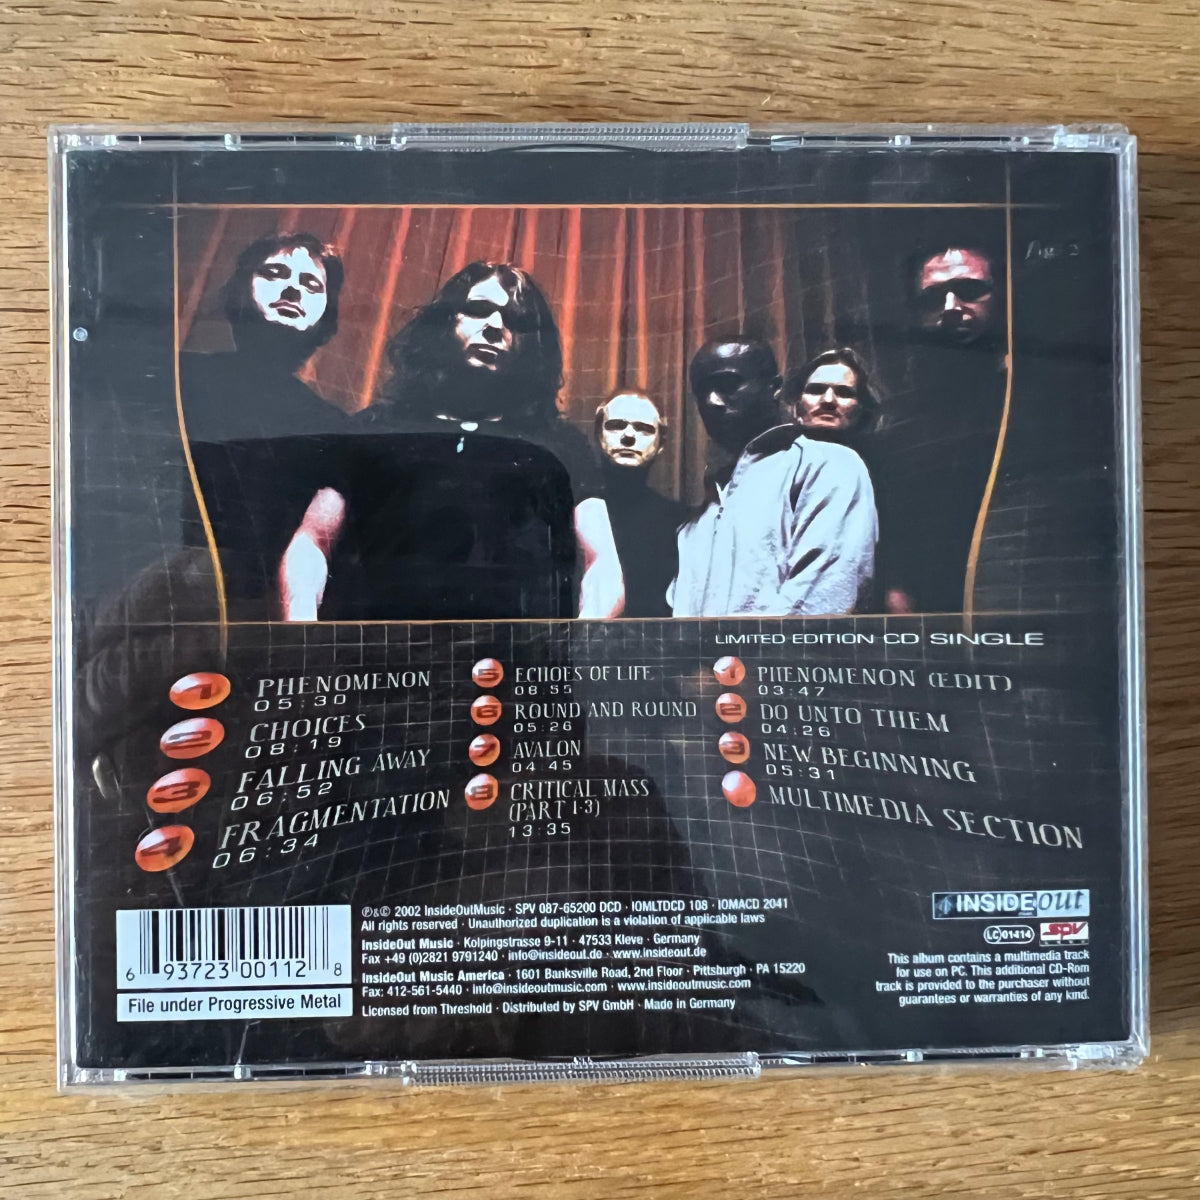 Fig. 2
LIMITED EDITION CD SINGLE
1 PHENOMENON
05:30
2 CHOICES
08:19
3 FALLING AWAY
06:52
4 FRAGMENTATION
06:34
5 ECHOES OF LIFE
08:55
6 ROUND AND ROUND
05:26
7 AVALON
04:45
8 CRITICAL MASS
(PART 1-3)
13:35
1 PHENOMENON (EDIT)
03:47
2 DO UNTO THEM
04:26
3 NEW BEGINNING
05:31
MULTIMEDIA SECTION
6 93723 00112 8
File under Progressive Metal
℗&© 2002 InsideOutMusic · SPV 087-65200 DCD · IOMLTDCD 108 · IOMACD 2041
All rights reserved · Unauthorized duplication is a violation of applicable laws
InsideOut Music · Kolpingstrasse 9-11 · 47533 Kleve · Germany
Fax +49 (0)2821 9791240 · info@insideout.de · www.insideout.de
InsideOut Music America · 1601 Banksville Road, 2nd Floor · Pittsburgh · PA 15220
Fax: 412-561-5440 · info@insideoutmusic.com · www.insideoutmusic.com
Licensed from Threshold · Distributed by SPV GmbH · Made in Germany
INSIDEOUT
LC 01414
SPV
This album contains a multimedia track
for use on PC. This additional CD-Rom
track is provided to the purchaser without
guarantees or warranties of any kind.